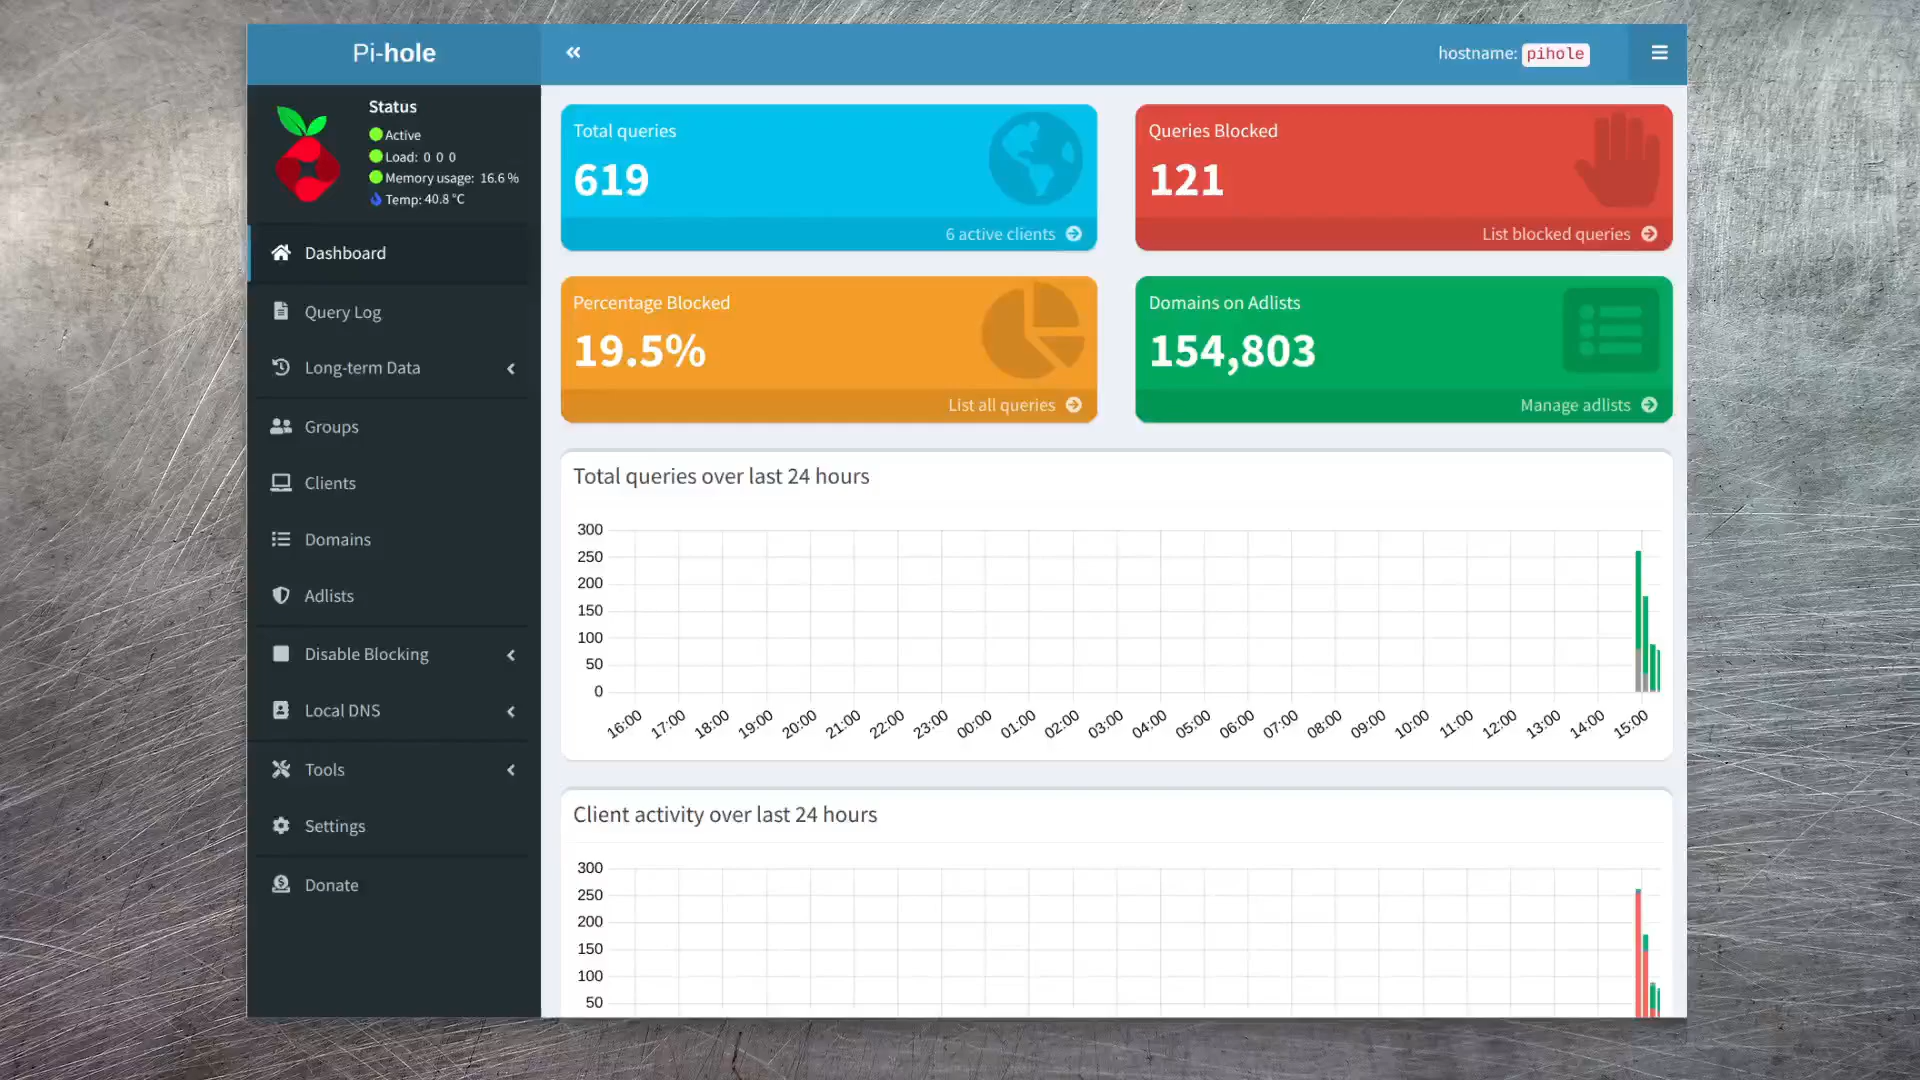 Pi-hole
hostname: pihole
Status
Active
Load: 0 0 0
Memory usage: 16.6 %
Temp: 40.8 °C
Dashboard
Query Log
Long-term Data
Groups
Clients
Domains
Adlists
Disable Blocking
Local DNS
Tools
Settings
Donate
Total queries
619
6 active clients
Queries Blocked
121
List blocked queries
Percentage Blocked
19.5%
List all queries
Domains on Adlists
154,803
Manage adlists
Total queries over last 24 hours
300
250
200
150
100
50
0
16:00 17:00 18:00 19:00 20:00 21:00 22:00 23:00 00:00 01:00 02:00 03:00 04:00 05:00 06:00 07:00 08:00 09:00 10:00 11:00 12:00 13:00 14:00 15:00
Client activity over last 24 hours
300
250
200
150
100
50